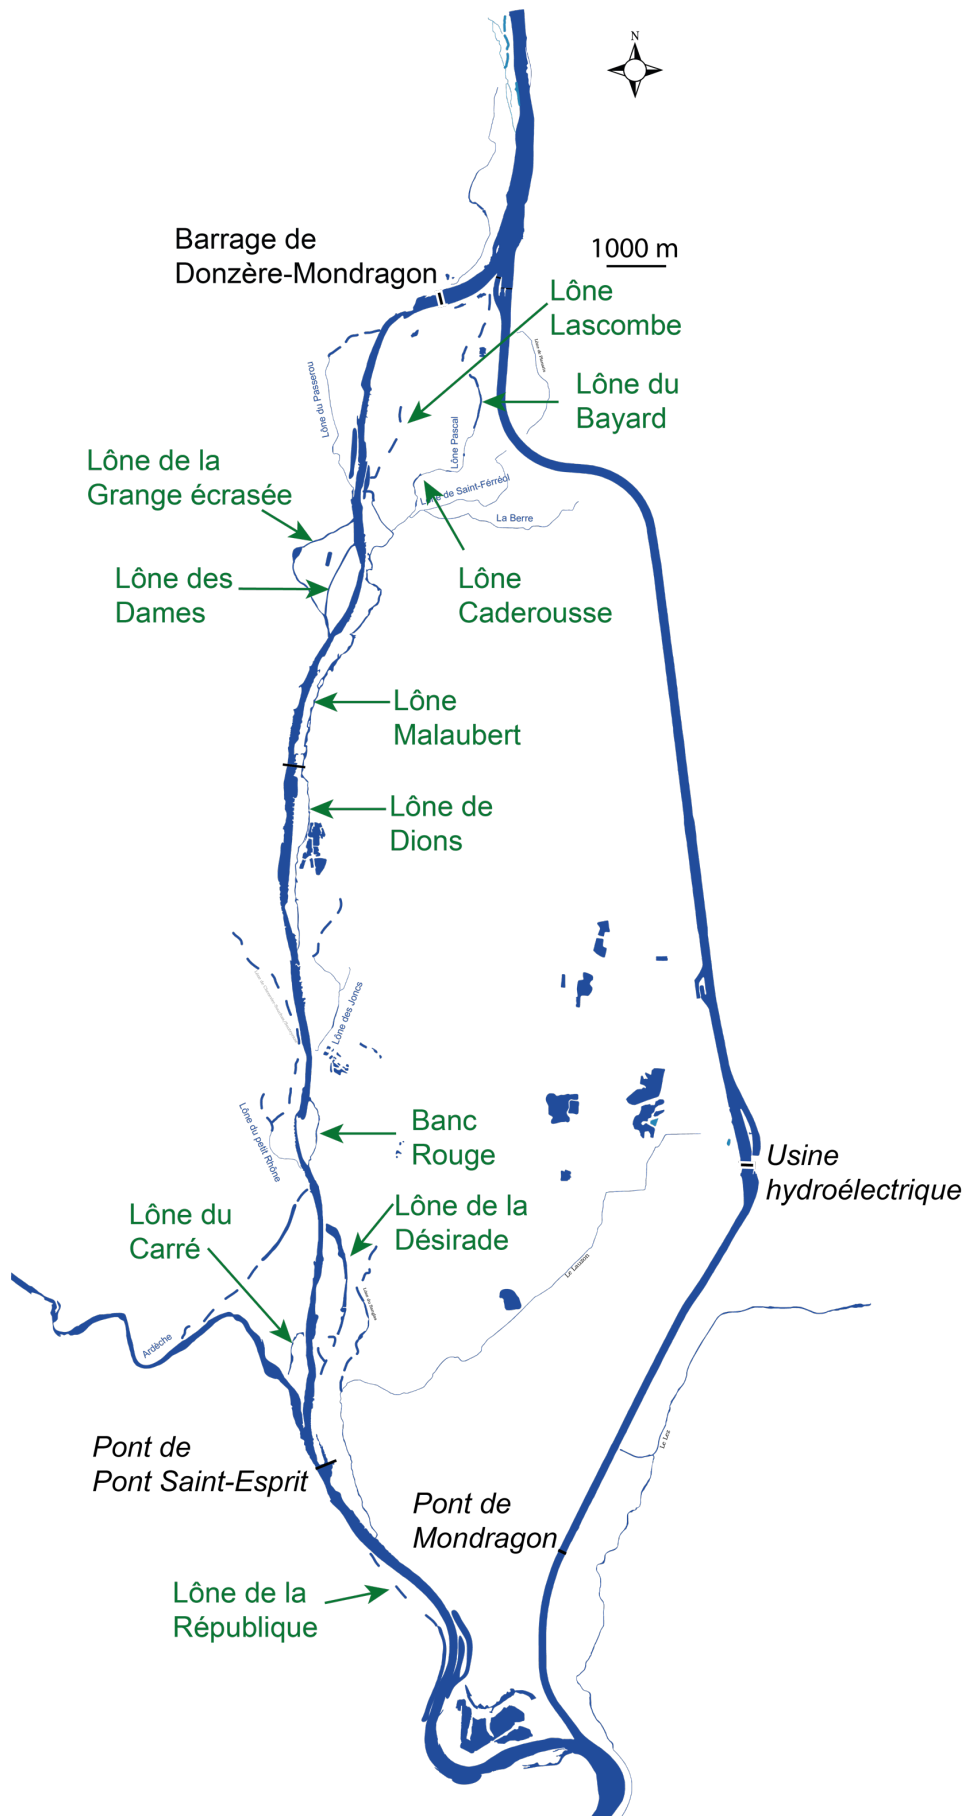 N
Barrage de
Donzère-Mondragon
1000 m
Lône
Lascombe
Lône du
Bayard
Lône du Passerou
Lône Pascal
Lône de la
Grange écrasée
Lône de Saint-Férréol
La Berre
Lône des
Dames
Lône
Caderousse
Lône
Malaubert
Lône de
Dions
Lône des Joncs
Lône du petit Rhône
Banc
Rouge
Usine
hydroélectrique
Lône de la
Désirade
Lône du
Carré
Le Lauzon
Ardèche
Le Lez
Pont de
Pont Saint-Esprit
Pont de
Mondragon
Lône de la
République